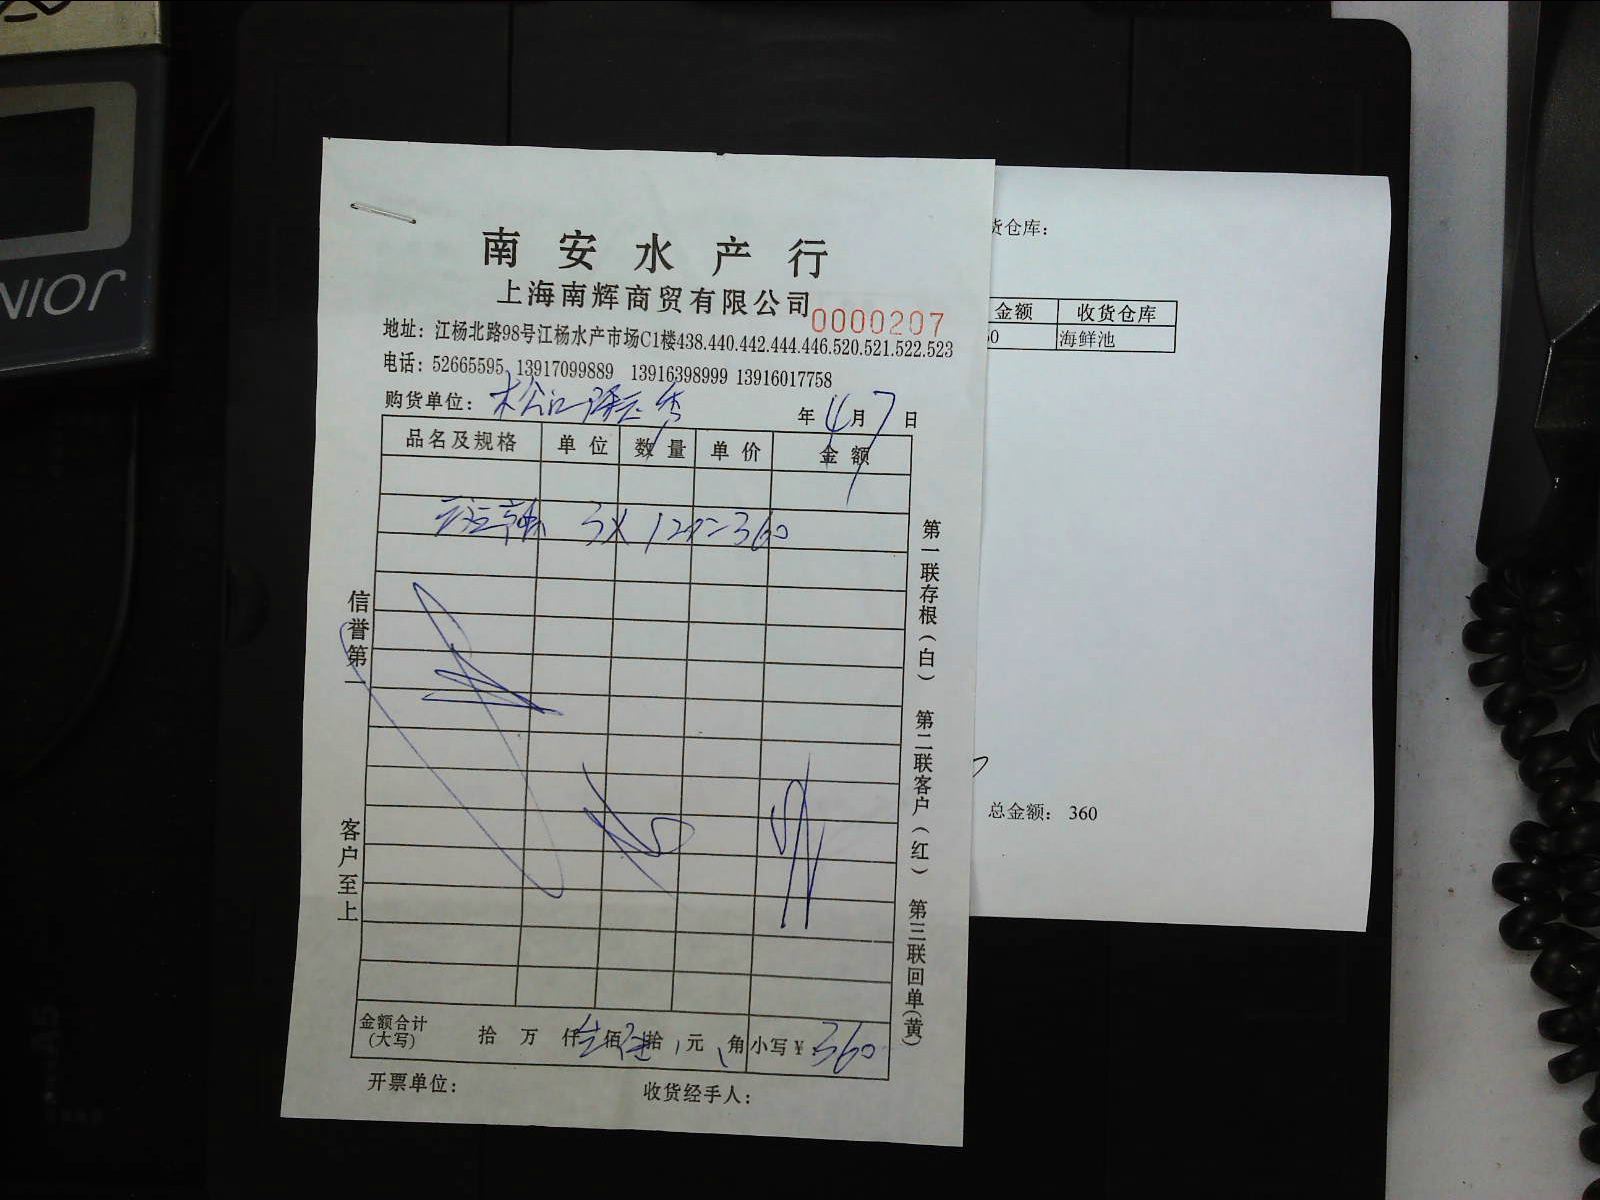 NIOR
南安水产行
上海南辉商贸有限公司
0000207
地址：江杨北路98号江杨水产市场C1楼438.440.442.444.446.520.521.522.523
电话：52665595 13917099889 13916398999 13916017758
购货单位：松江 年 4月 7日
品名及规格 单位 数量 单价 金额
3X 120=360
信誉第一
客户至上
第一联存根（白） 第二联客户（红） 第三联回单（黄）
金额合计（大写） 拾 万 仟 佰 拾 元 角 小写￥ 360
开票单位： 收货经手人：
货仓库：
金额 收货仓库
60 海鲜池
总金额： 360